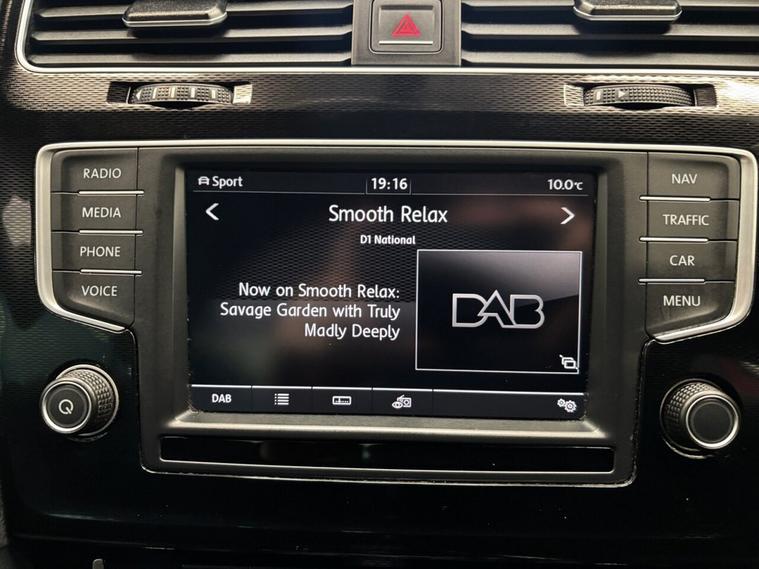 RADIO
MEDIA
PHONE
VOICE
Sport
19:16
10.0°C
Smooth Relax
D1 National
Now on Smooth Relax:
Savage Garden with Truly
Madly Deeply
DAB
DAB
NAV
TRAFFIC
CAR
MENU